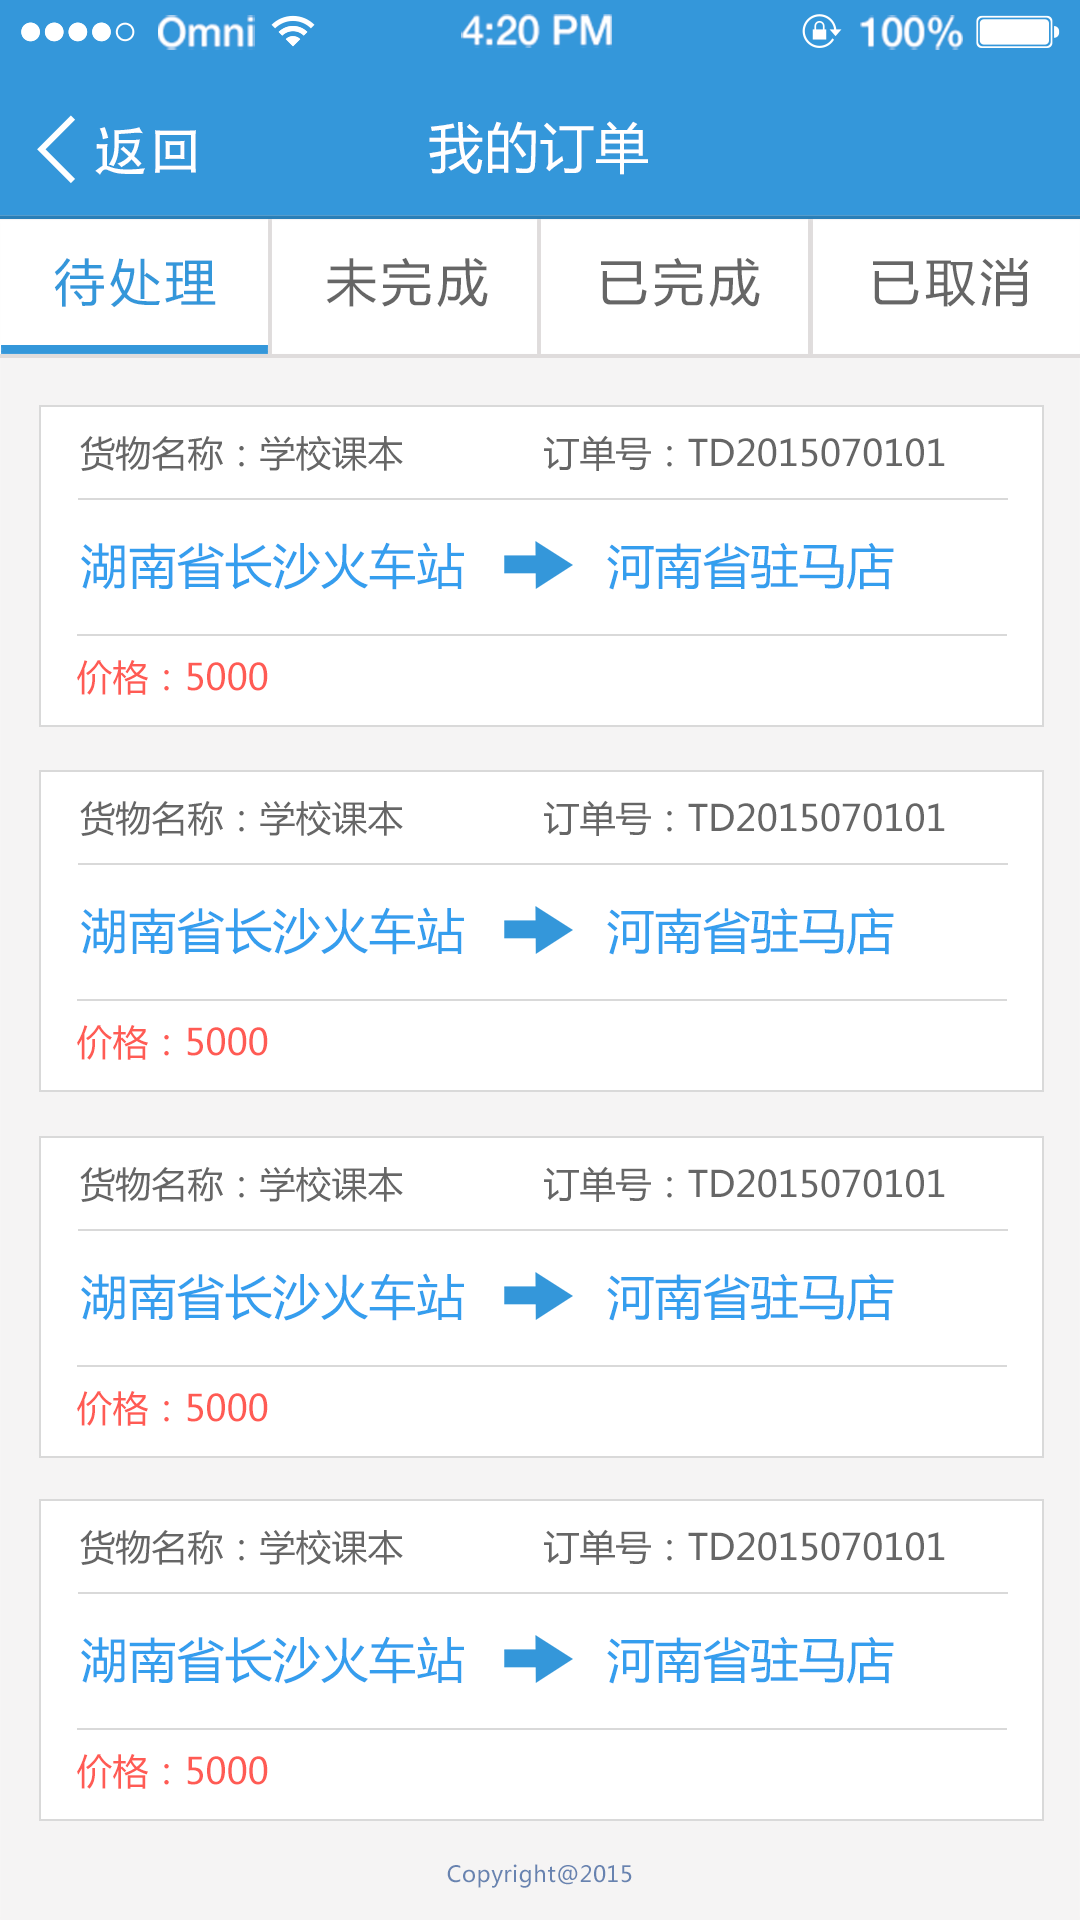 Omni 4:20 PM 100%
返回 我的订单
待处理 未完成 已完成 已取消
货物名称：学校课本 订单号：TD2015070101
湖南省长沙火车站 河南省驻马店
价格：5000
货物名称：学校课本 订单号：TD2015070101
湖南省长沙火车站 河南省驻马店
价格：5000
货物名称：学校课本 订单号：TD2015070101
湖南省长沙火车站 河南省驻马店
价格：5000
货物名称：学校课本 订单号：TD2015070101
湖南省长沙火车站 河南省驻马店
价格：5000
Copyright@2015